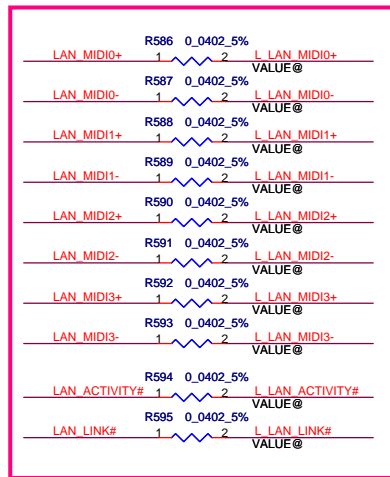 R586 0_0402_5%
LAN_MIDI0+ 1 2 L_LAN_MIDI0+
VALUE@
R587 0_0402_5%
LAN_MIDI0- 1 2 L_LAN_MIDI0-
VALUE@
R588 0_0402_5%
LAN_MIDI1+ 1 2 L_LAN_MIDI1+
VALUE@
R589 0_0402_5%
LAN_MIDI1- 1 2 L_LAN_MIDI1-
VALUE@
R590 0_0402_5%
LAN_MIDI2+ 1 2 L_LAN_MIDI2+
VALUE@
R591 0_0402_5%
LAN_MIDI2- 1 2 L_LAN_MIDI2-
VALUE@
R592 0_0402_5%
LAN_MIDI3+ 1 2 L_LAN_MIDI3+
VALUE@
R593 0_0402_5%
LAN_MIDI3- 1 2 L_LAN_MIDI3-
VALUE@
R594 0_0402_5%
LAN_ACTIVITY# 1 2 L_LAN_ACTIVITY#
VALUE@
R595 0_0402_5%
LAN_LINK# 1 2 L_LAN_LINK#
VALUE@